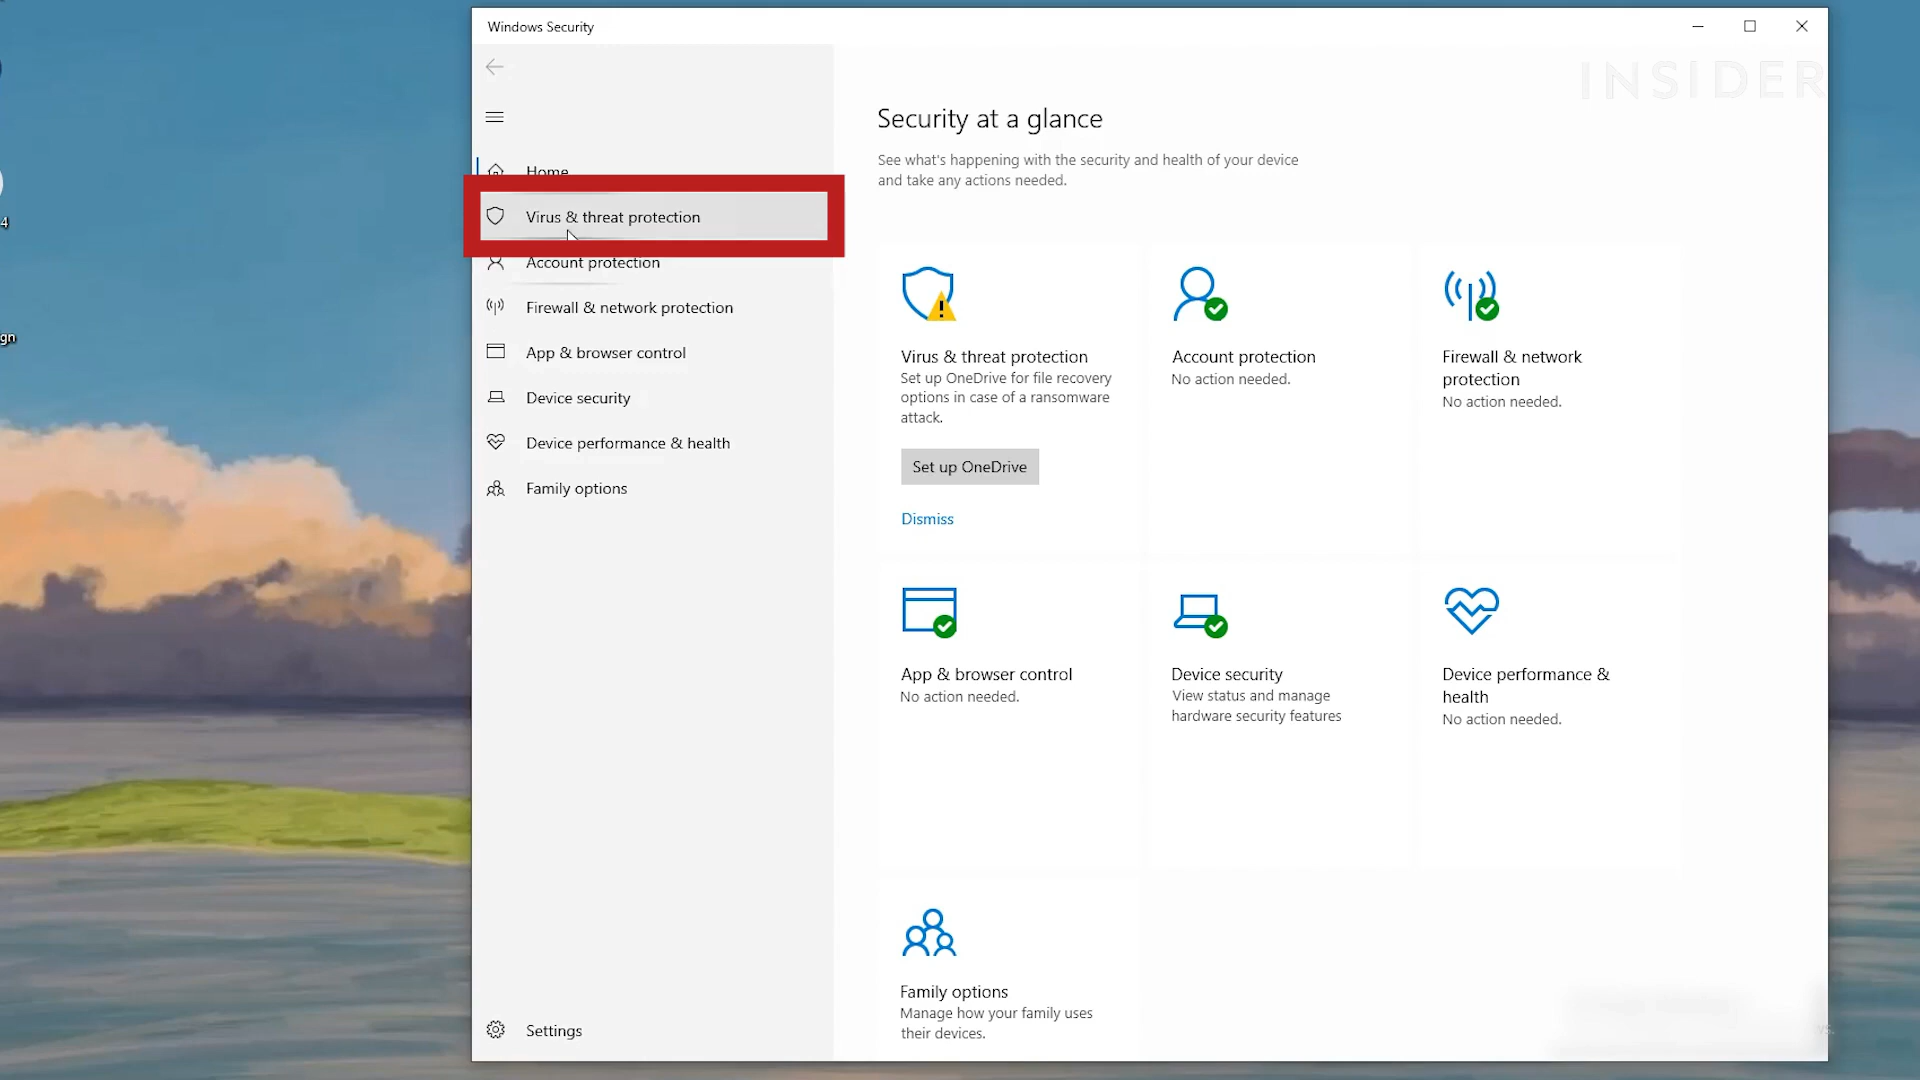 Windows Security
INSIDER
Security at a glance
See what's happening with the security and health of your device
and take any actions needed.
Home
Virus & threat protection
Account protection
Firewall & network protection
App & browser control
Device security
Device performance & health
Family options
Settings
Virus & threat protection
Set up OneDrive for file recovery
options in case of a ransomware
attack.
Set up OneDrive
Dismiss
Account protection
No action needed.
Firewall & network
protection
No action needed.
App & browser control
No action needed.
Device security
View status and manage
hardware security features
Device performance &
health
No action needed.
Family options
Manage how your family uses
their devices.
4
gn